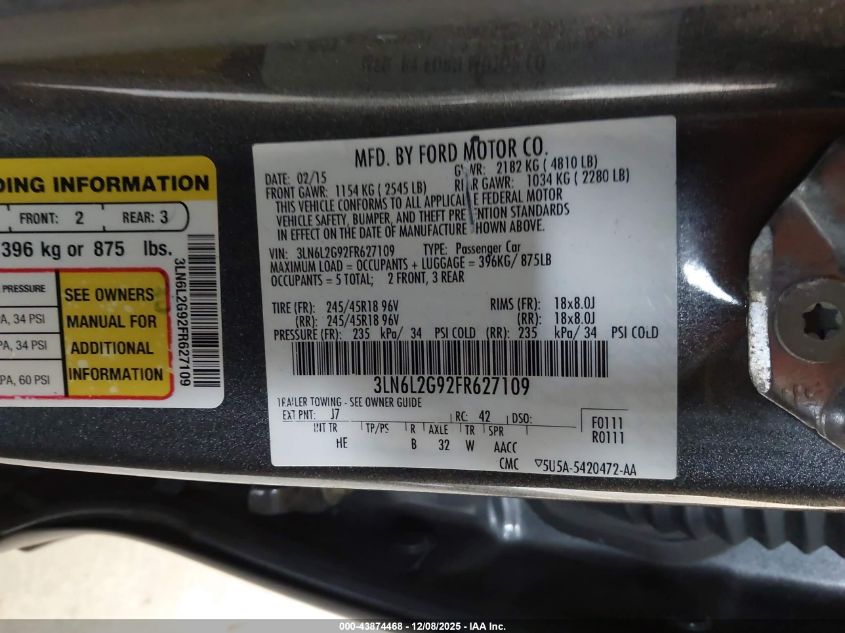 DING INFORMATION
FRONT: 2 REAR: 3
396 kg or 875 lbs.
PRESSURE
PA, 34 PSI
PA, 34 PSI
PA, 60 PSI
SEE OWNERS
MANUAL FOR
ADDITIONAL
INFORMATION
3LN6L2G92FR627109
MFD. BY FORD MOTOR CO.
DATE: 02/15 GVWR: 2182 KG ( 4810 LB)
FRONT GAWR: 1154 KG ( 2545 LB) REAR GAWR: 1034 KG ( 2280 LB)
THIS VEHICLE CONFORMS TO ALL APPLICABLE FEDERAL MOTOR
VEHICLE SAFETY, BUMPER, AND THEFT PREVENTION STANDARDS
IN EFFECT ON THE DATE OF MANUFACTURE SHOWN ABOVE.
VIN: 3LN6L2G92FR627109 TYPE: Passenger Car
MAXIMUM LOAD = OCCUPANTS + LUGGAGE = 396KG/ 875LB
OCCUPANTS = 5 TOTAL; 2 FRONT, 3 REAR
TIRE (FR): 245/45R18 96V RIMS (FR): 18x8.0J
(RR): 245/45R18 96V (RR): 18x8.0J
PRESSURE (FR): 235 kPa/ 34 PSI COLD (RR): 235 kPa/ 34 PSI COLD
3LN6L2G92FR627109
TRAILER TOWING - SEE OWNER GUIDE
EXT PNT: J7 RC: 42 DSO: F0111
INT TR TP/PS R AXLE TR SPR R0111
HE B 32 W AACC
CMC ▽5U5A-5420472-AA
000-43874468 - 12/08/2025 - IAA Inc.